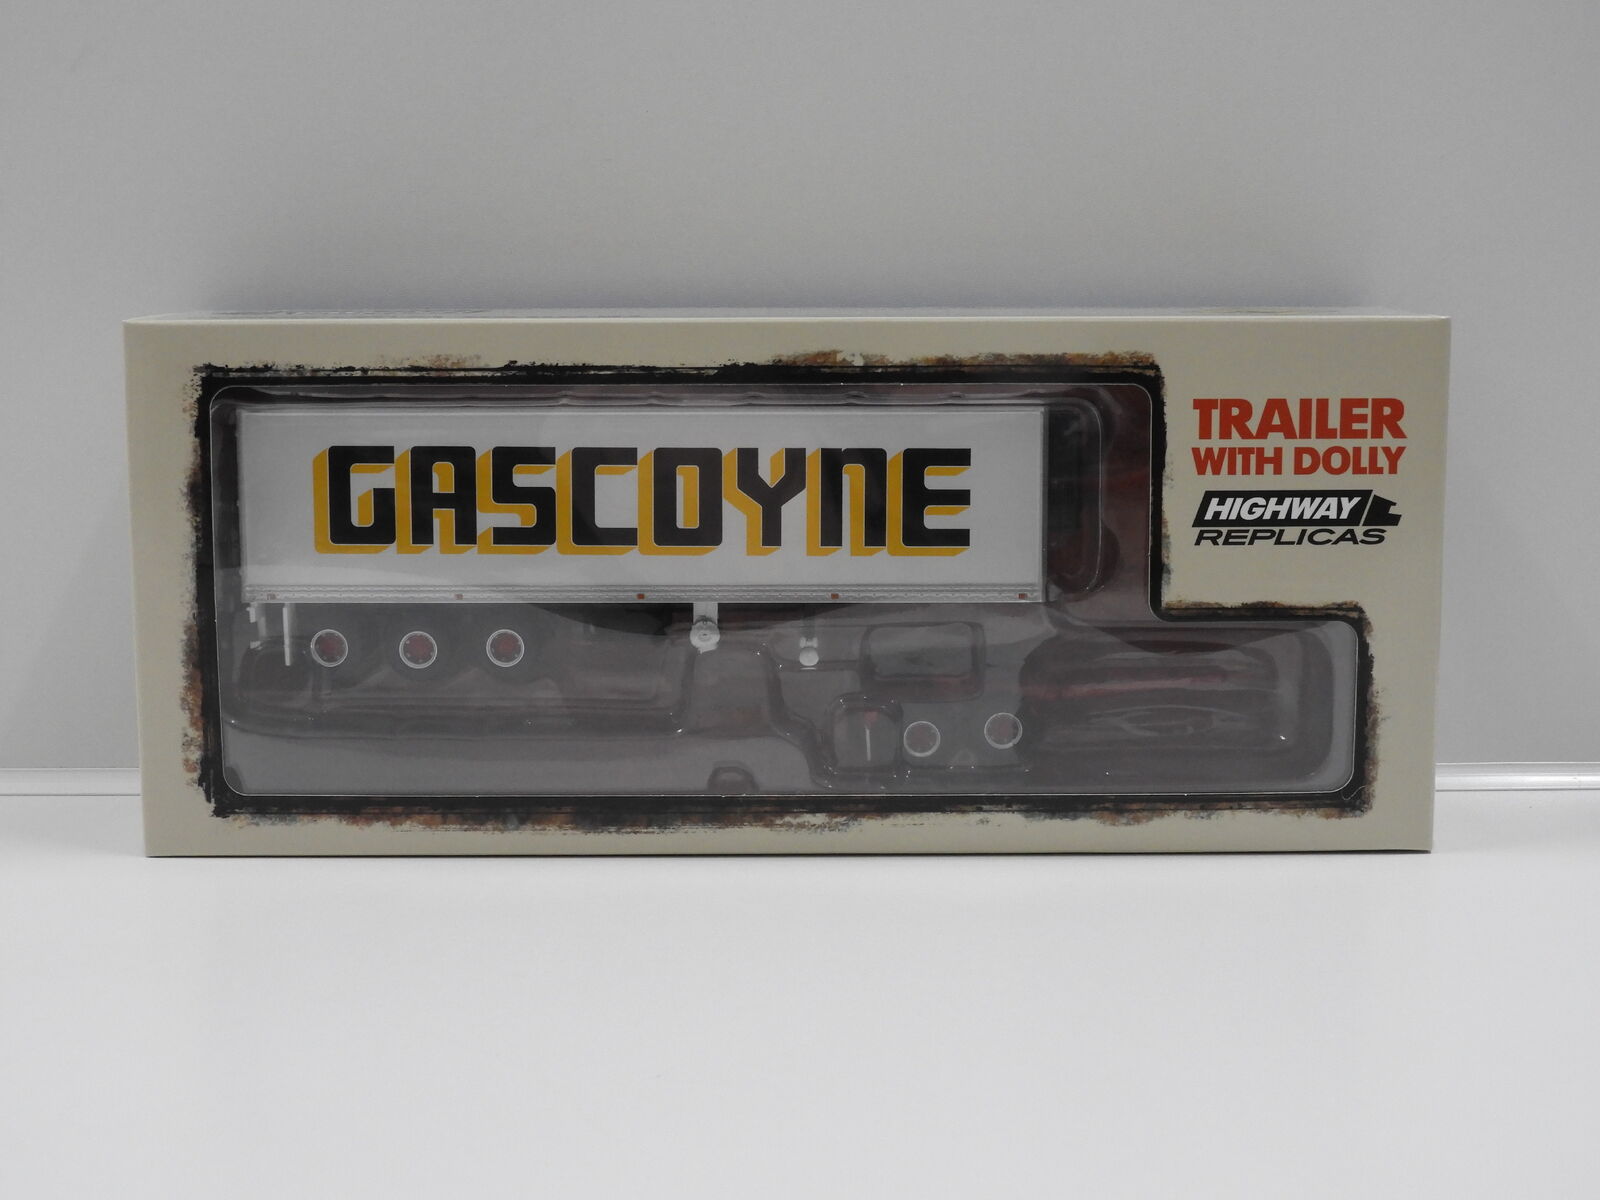 GASCOYNE
TRAILER
WITH DOLLY
HIGHWAY
REPLICAS